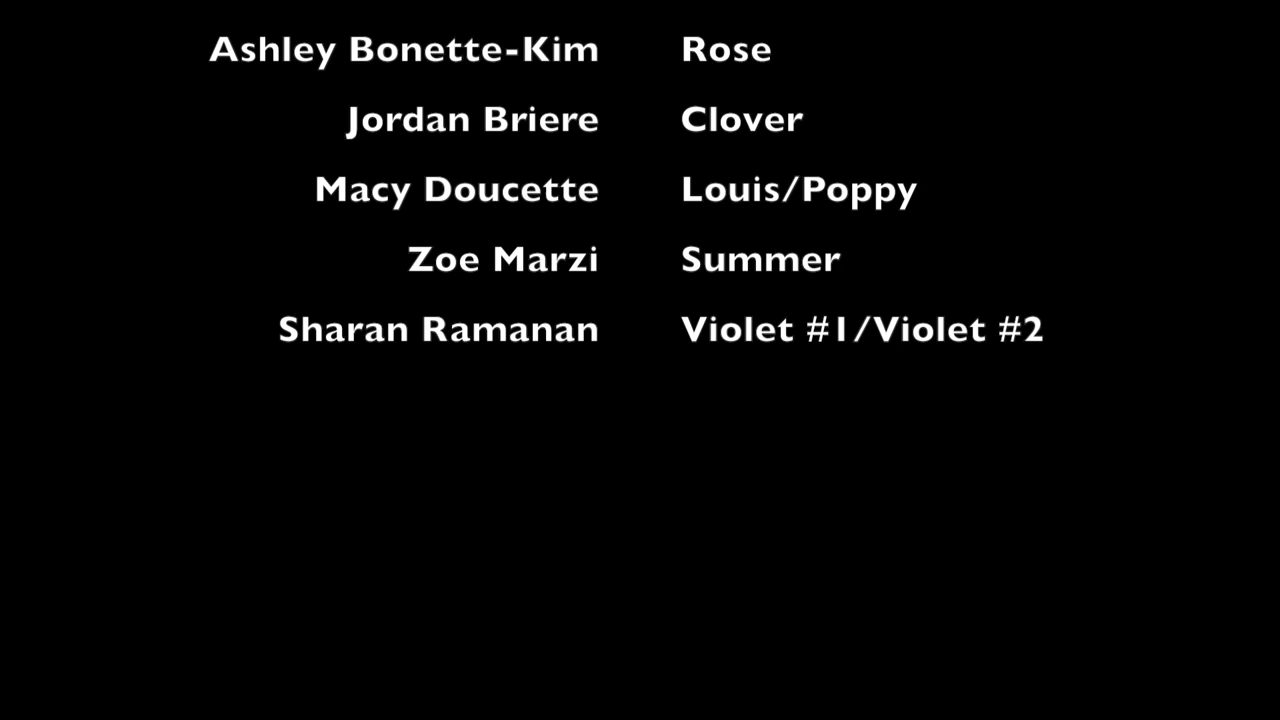 Ashley Bonette-Kim Rose
Jordan Briere Clover
Macy Doucette Louis/Poppy
Zoe Marzi Summer
Sharan Ramanan Violet #1/Violet #2